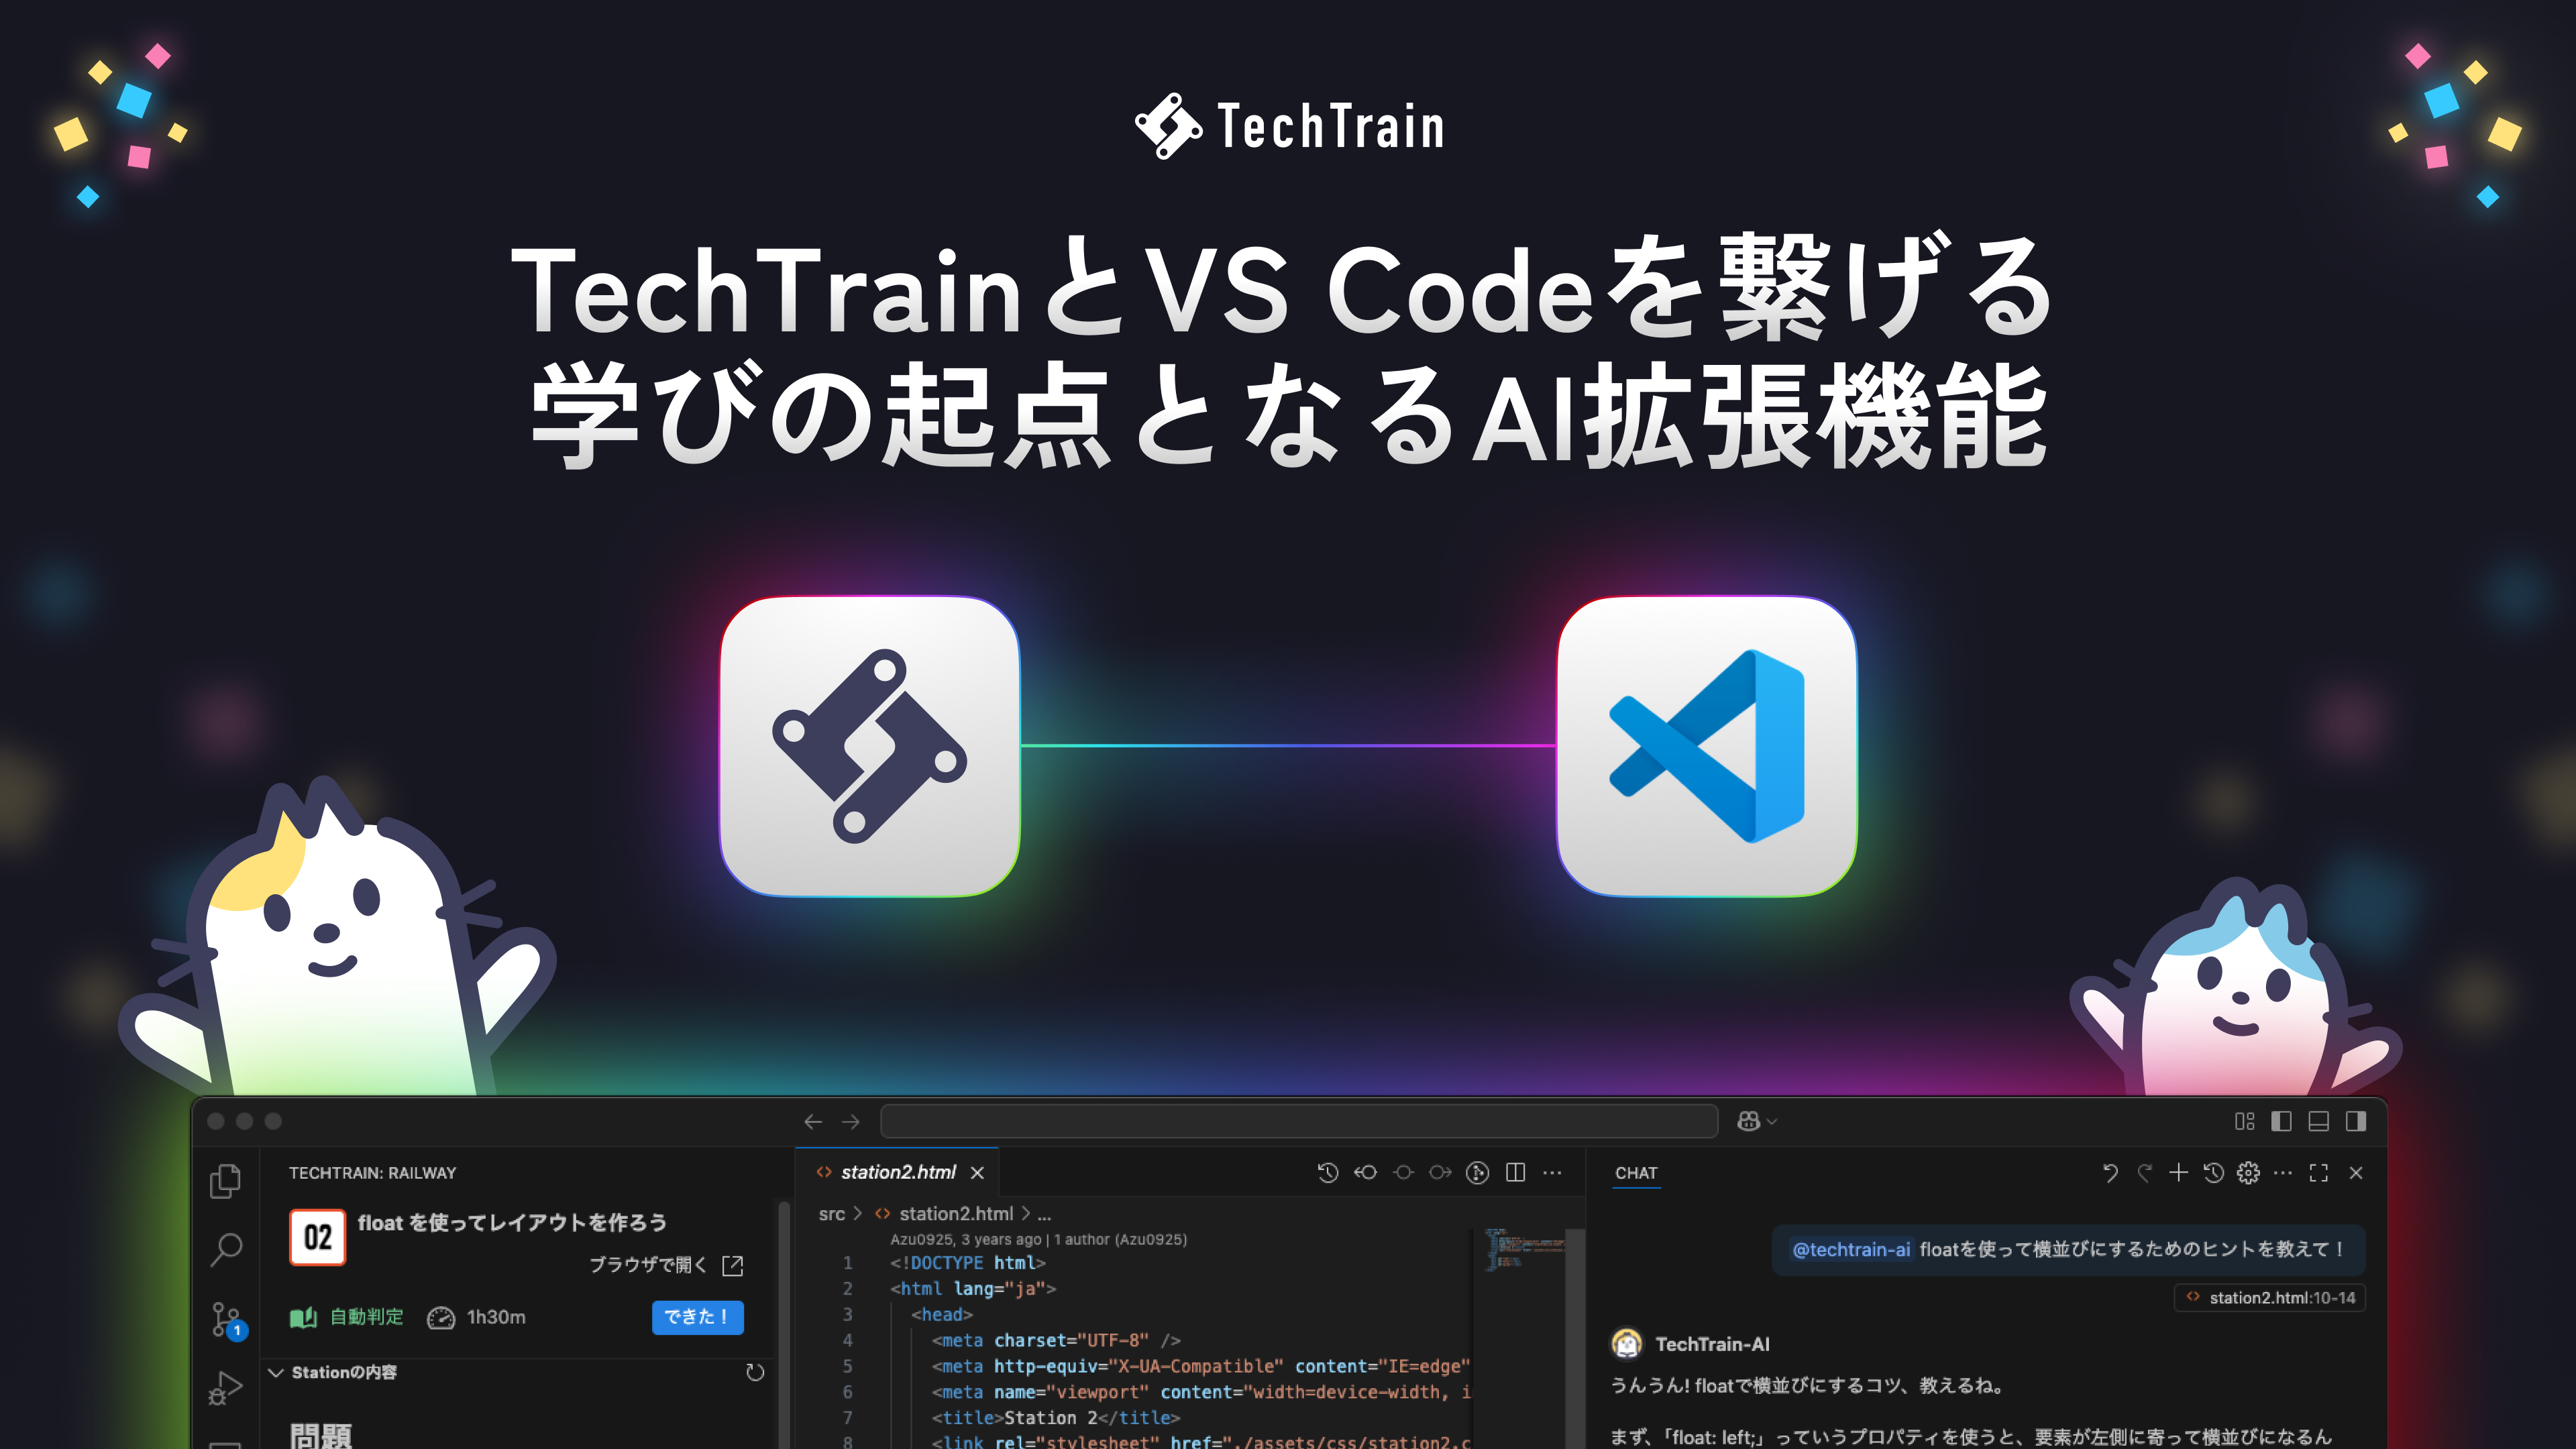 TechTrain
TechTrainとVS Codeを繋げる
学びの起点となるAI拡張機能
TECHTRAIN: RAILWAY
02
float を使ってレイアウトを作ろう
ブラウザで開く
自動判定
1h30m
できた！
1
Stationの内容
問題
station2.html
src > station2.html > ...
Azu0925, 3 years ago | 1 author (Azu0925)
1 <!DOCTYPE html>
2 <html lang="ja">
3 <head>
4 <meta charset="UTF-8" />
5 <meta http-equiv="X-UA-Compatible" content="IE=edge"
6 <meta name="viewport" content="width=device-width, i
7 <title>Station 2</title>
8 <link rel="stylesheet" href="./assets/css/station2.c
CHAT
@techtrain-ai floatを使って横並びにするためのヒントを教えて！
station2.html:10-14
TechTrain-AI
うんうん! floatで横並びにするコツ、教えるね。
まず、「float: left;」っていうプロパティを使うと、要素が左側に寄って横並びになるん